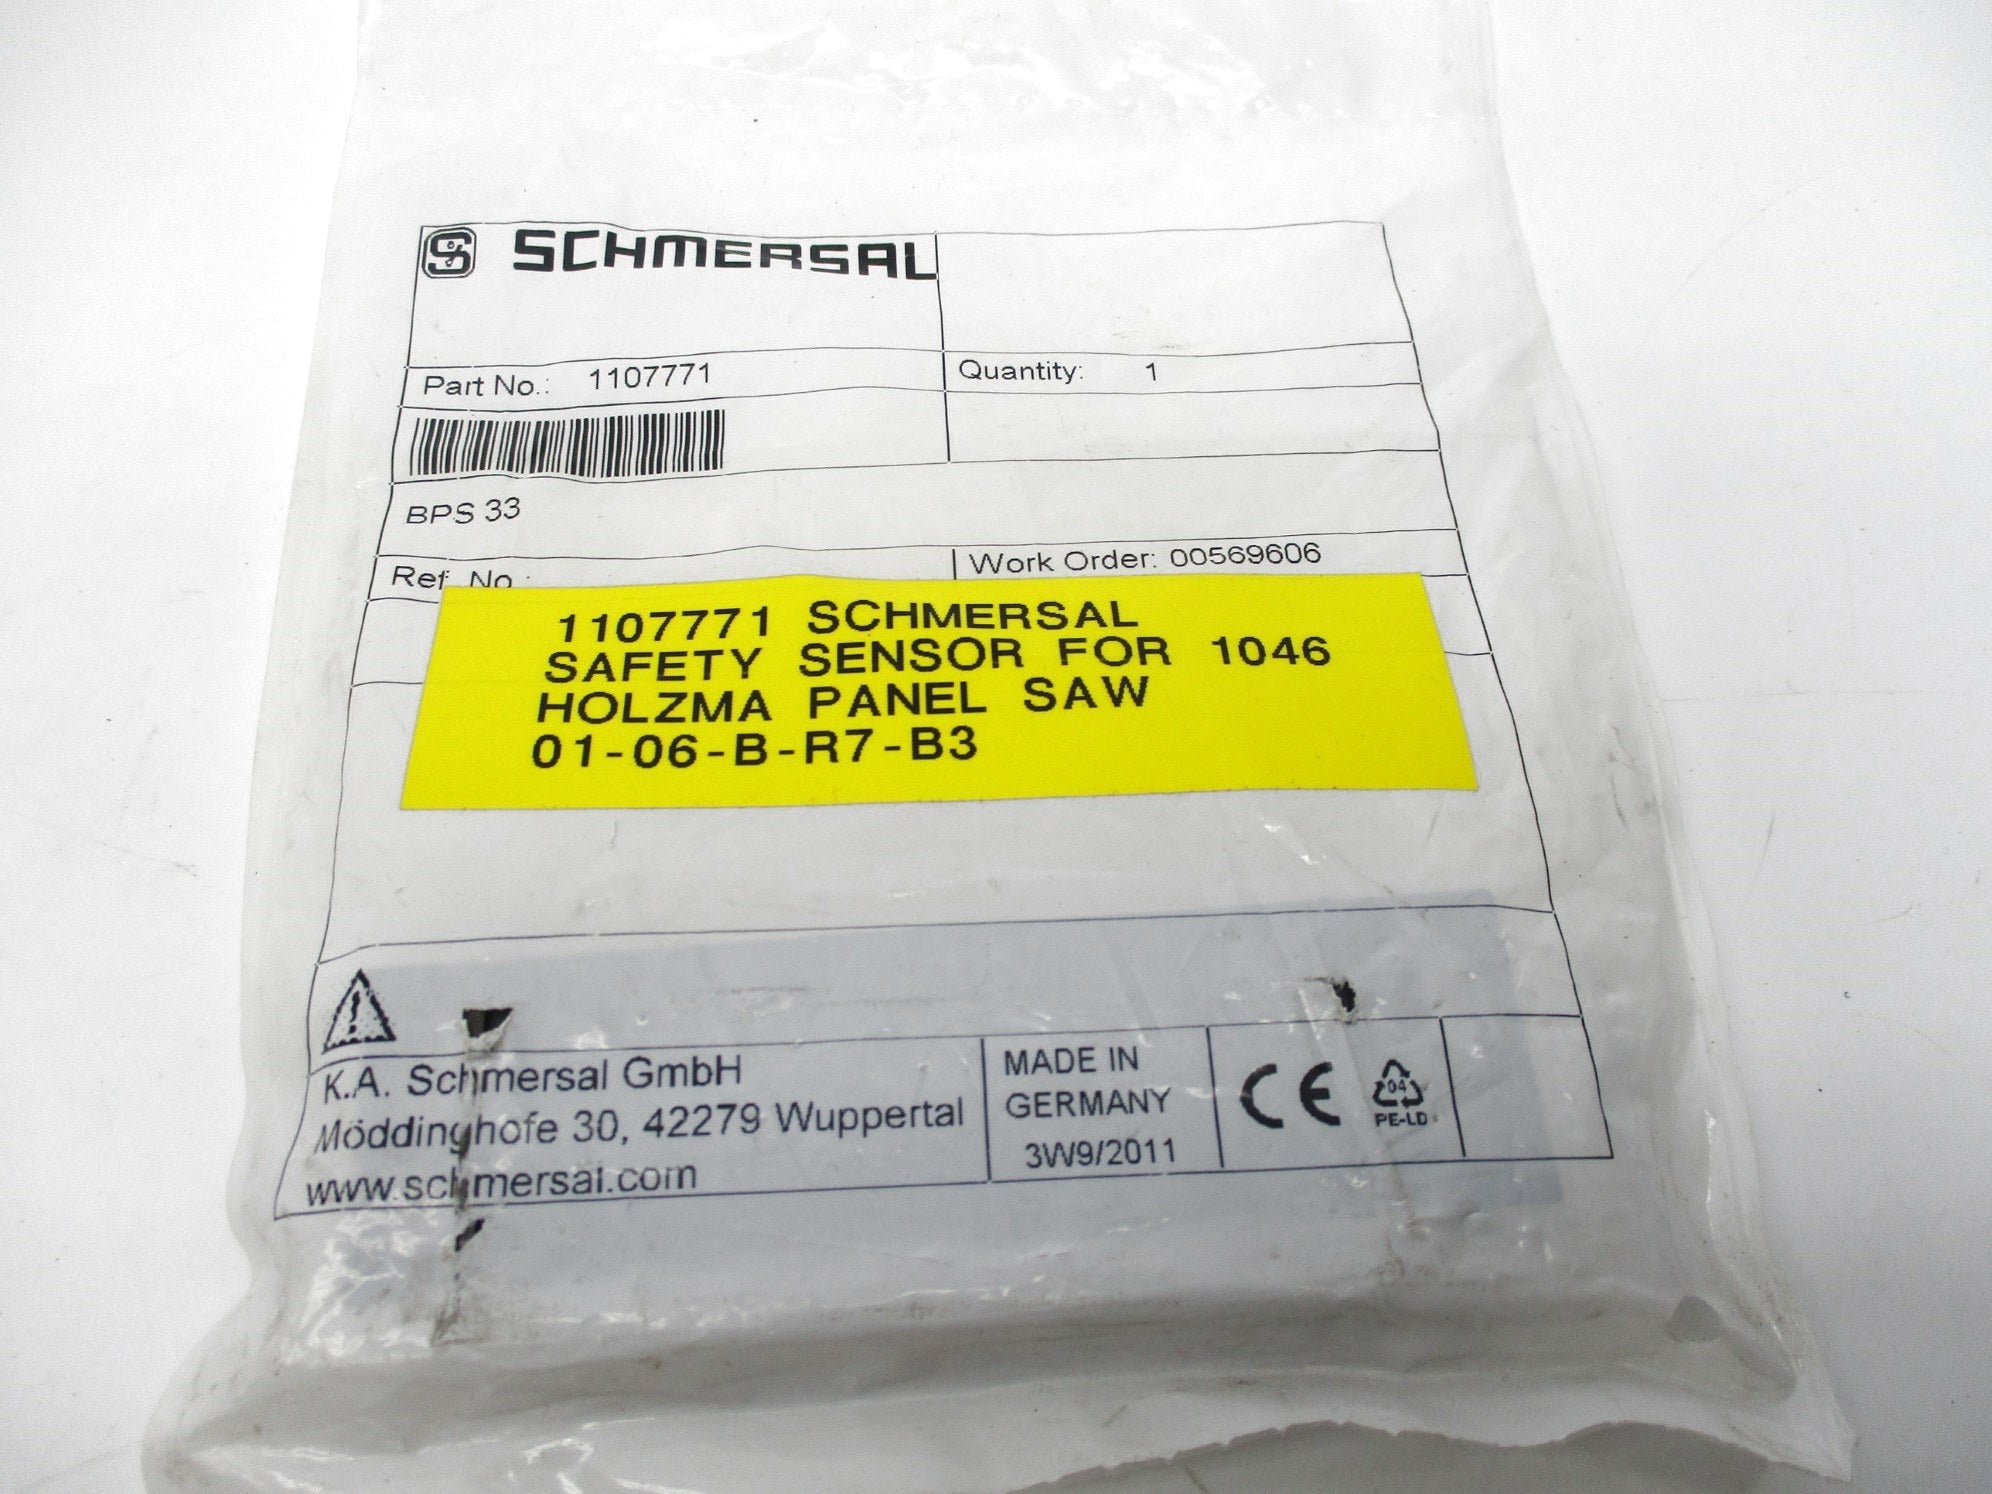 SCHMERSAL
Part No.: 1107771
Quantity: 1
BPS 33
Ref. No.:
Work Order: 00569606
1107771 SCHMERSAL
SAFETY SENSOR FOR 1046
HOLZMA PANEL SAW
01-06-B-R7-B3
K.A. Schmersal GmbH
Möddinghofe 30, 42279 Wuppertal
www.schmersal.com
MADE IN
GERMANY
3W9/2011
CE
04
PE-LD